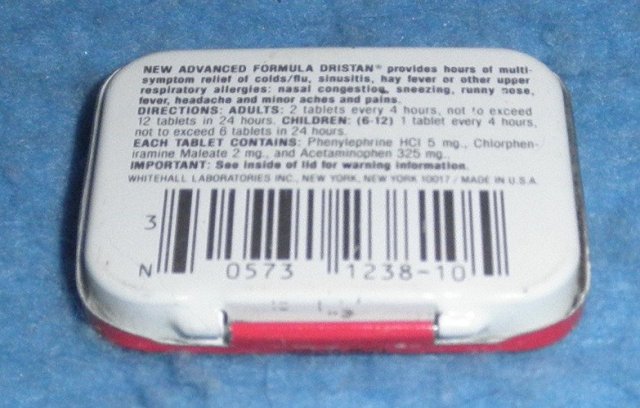 NEW ADVANCED FORMULA DRISTAN® provides hours of multi-
symptom relief of colds/flu, sinusitis, hay fever or other upper
respiratory allergies: nasal congestion, sneezing, runny nose,
fever, headache and minor aches and pains.
DIRECTIONS: ADULTS: 2 tablets every 4 hours, not to exceed
12 tablets in 24 hours. CHILDREN: (6-12) 1 tablet every 4 hours,
not to exceed 6 tablets in 24 hours.
EACH TABLET CONTAINS: Phenylephrine HCl 5 mg., Chlorphen-
iramine Maleate 2 mg., and Acetaminophen 325 mg.
IMPORTANT: See inside of lid for warning information.
WHITEHALL LABORATORIES INC., NEW YORK, NEW YORK 10017 / MADE IN U.S.A.
3
N 0573 1238-10